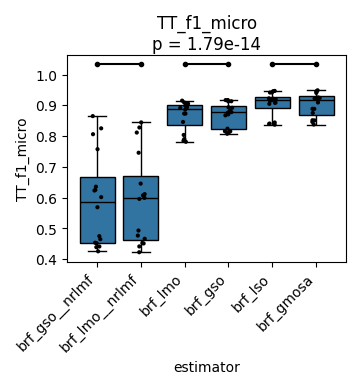 TT_f1_micro
p = 1.79e-14
TT_f1_micro
1.0
0.9
0.8
0.7
0.6
0.5
0.4
brf_gso__nrlmf
brf_lmo__nrlmf
brf_lmo
brf_gso
brf_lso
brf_gmosa
estimator